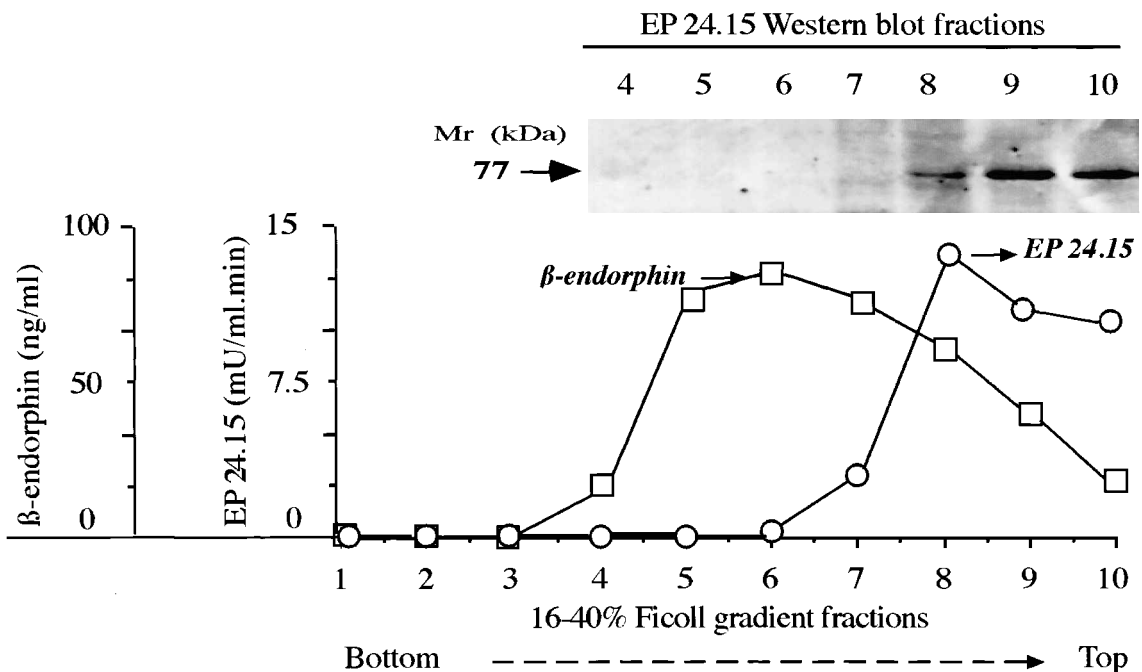 EP 24.15 Western blot fractions
4 5 6 7 8 9 10
Mr (kDa)
77
100
50
0
ß-endorphin (ng/ml)
15
7.5
0
EP 24.15 (mU/ml.min)
ß-endorphin
EP 24.15
1 2 3 4 5 6 7 8 9 10
16-40% Ficoll gradient fractions
Bottom Top